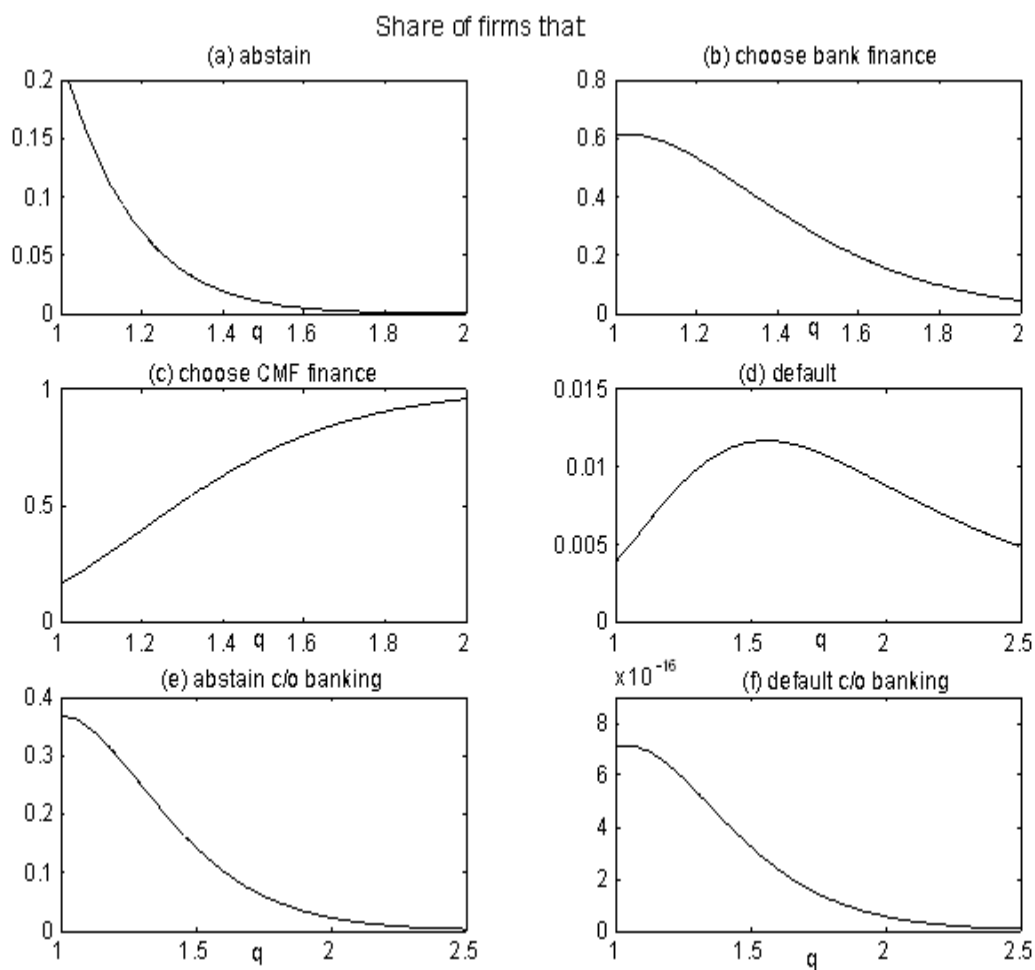 Share of firms that
(a) abstain
(b) choose bank finance
0.2
0.15
0.1
0.05
0
1 1.2 1.4 1.6 1.8 2
q
0.8
0.6
0.4
0.2
0
1 1.2 1.4 1.6 1.8 2
q
(c) choose CMF finance
(d) default
1
0.5
0
1 1.2 1.4 1.6 1.8 2
q
0.015
0.01
0.005
0
1 1.5 2 2.5
q
(e) abstain c/o banking
x10⁻¹⁶ (f) default c/o banking
0.4
0.3
0.2
0.1
0
1 1.5 2 2.5
q
8
6
4
2
0
1 1.5 2 2.5
q